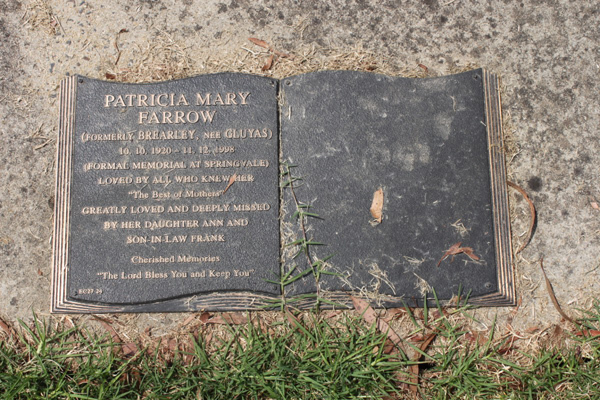 PATRICIA MARY
FARROW
(FORMERLY BREARLEY, NEE GLUYAS)
10. 10. 1920 - 14. 12. 1998
(FORMAL MEMORIAL AT SPRINGVALE)
LOVED BY ALL WHO KNEW HER
"The Best of Mothers"
GREATLY LOVED AND DEEPLY MISSED
BY HER DAUGHTER ANN AND
SON-IN-LAW FRANK
Cherished Memories
"The Lord Bless You and Keep You"